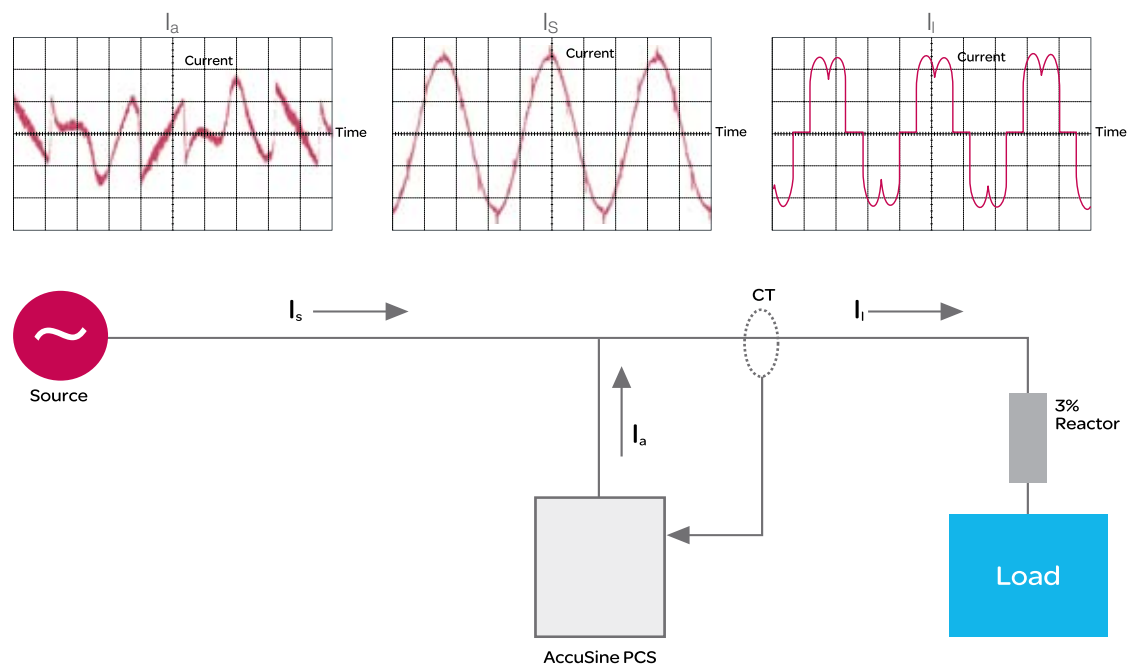 Ia
IS
Il
Current
Current
Current
Time
Time
Time
CT
Is
Il
Source
3%
Reactor
Ia
Load
AccuSine PCS